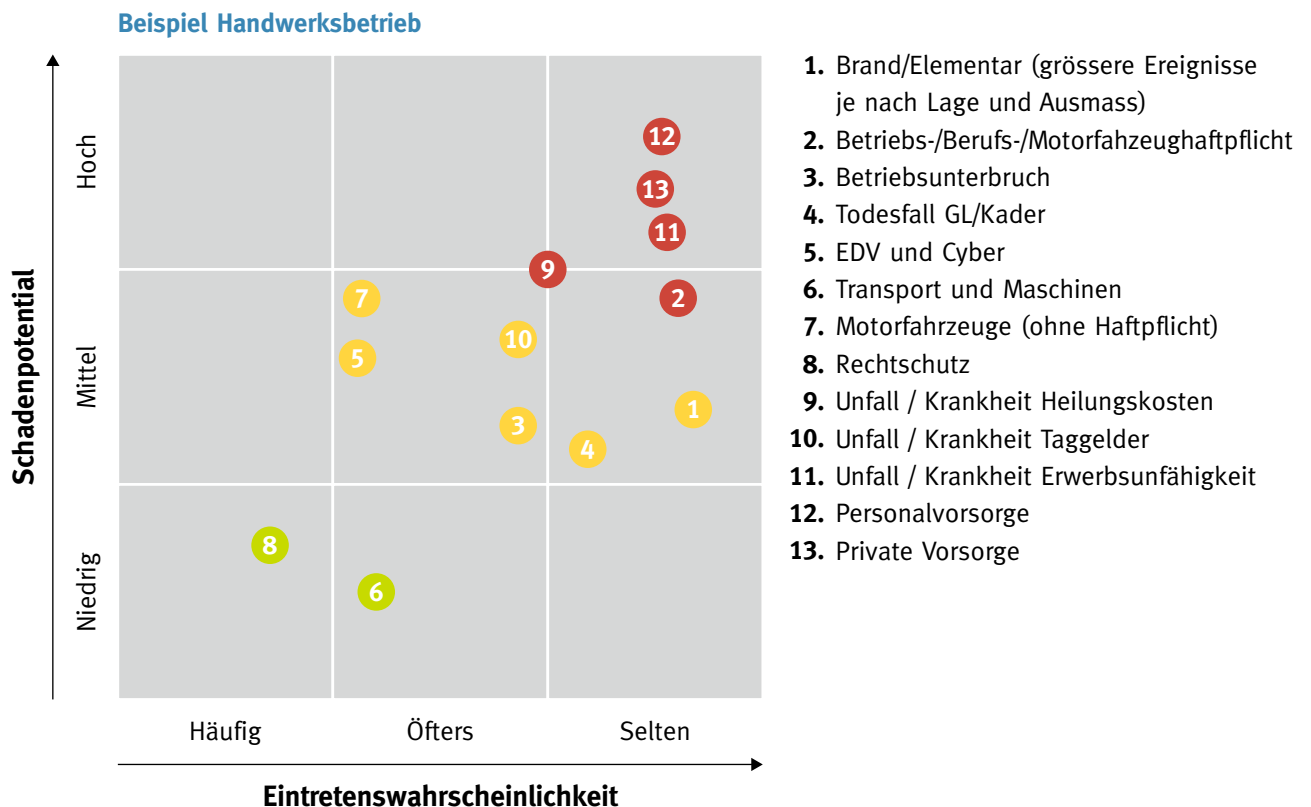 Beispiel Handwerksbetrieb
Schadenpotential
Hoch
Mittel
Niedrig
12
13
11
9
7
2
10
5
1
3
4
8
6
Häufig
Öfters
Selten
Eintretenswahrscheinlichkeit
1. Brand/Elementar (grössere Ereignisse
je nach Lage und Ausmass)
2. Betriebs-/Berufs-/Motorfahzeughaftpflicht
3. Betriebsunterbruch
4. Todesfall GL/Kader
5. EDV und Cyber
6. Transport und Maschinen
7. Motorfahrzeuge (ohne Haftpflicht)
8. Rechtschutz
9. Unfall / Krankheit Heilungskosten
10. Unfall / Krankheit Taggelder
11. Unfall / Krankheit Erwerbsunfähigkeit
12. Personalvorsorge
13. Private Vorsorge